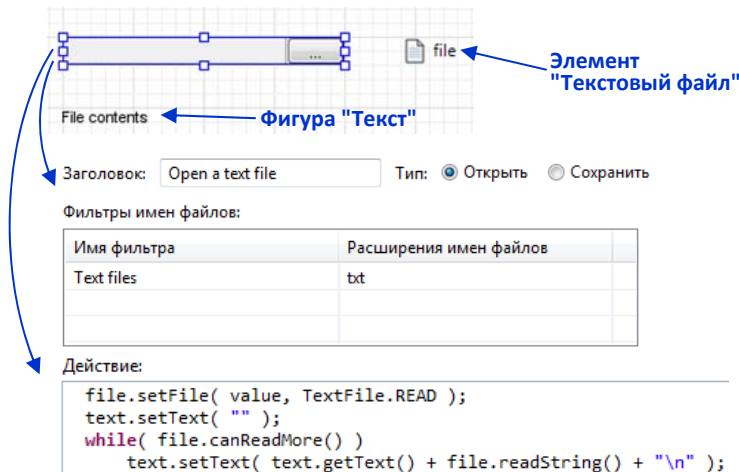 ...
file
Элемент
"Текстовый файл"
File contents
Фигура "Текст"
Заголовок: Open a text file Тип: Открыть Сохранить
Фильтры имен файлов:
Имя фильтра Расширения имен файлов
Text files txt
Действие:
file.setFile( value, TextFile.READ );
text.setText( "" );
while( file.canReadMore() )
text.setText( text.getText() + file.readString() + "\n" );